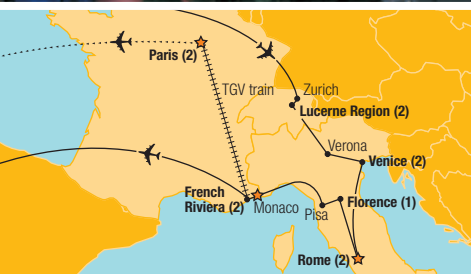 Paris (2)
TGV train
Zurich
Lucerne Region (2)
Verona
Venice (2)
French
Riviera (2)
Monaco
Pisa
Florence (1)
Rome (2)